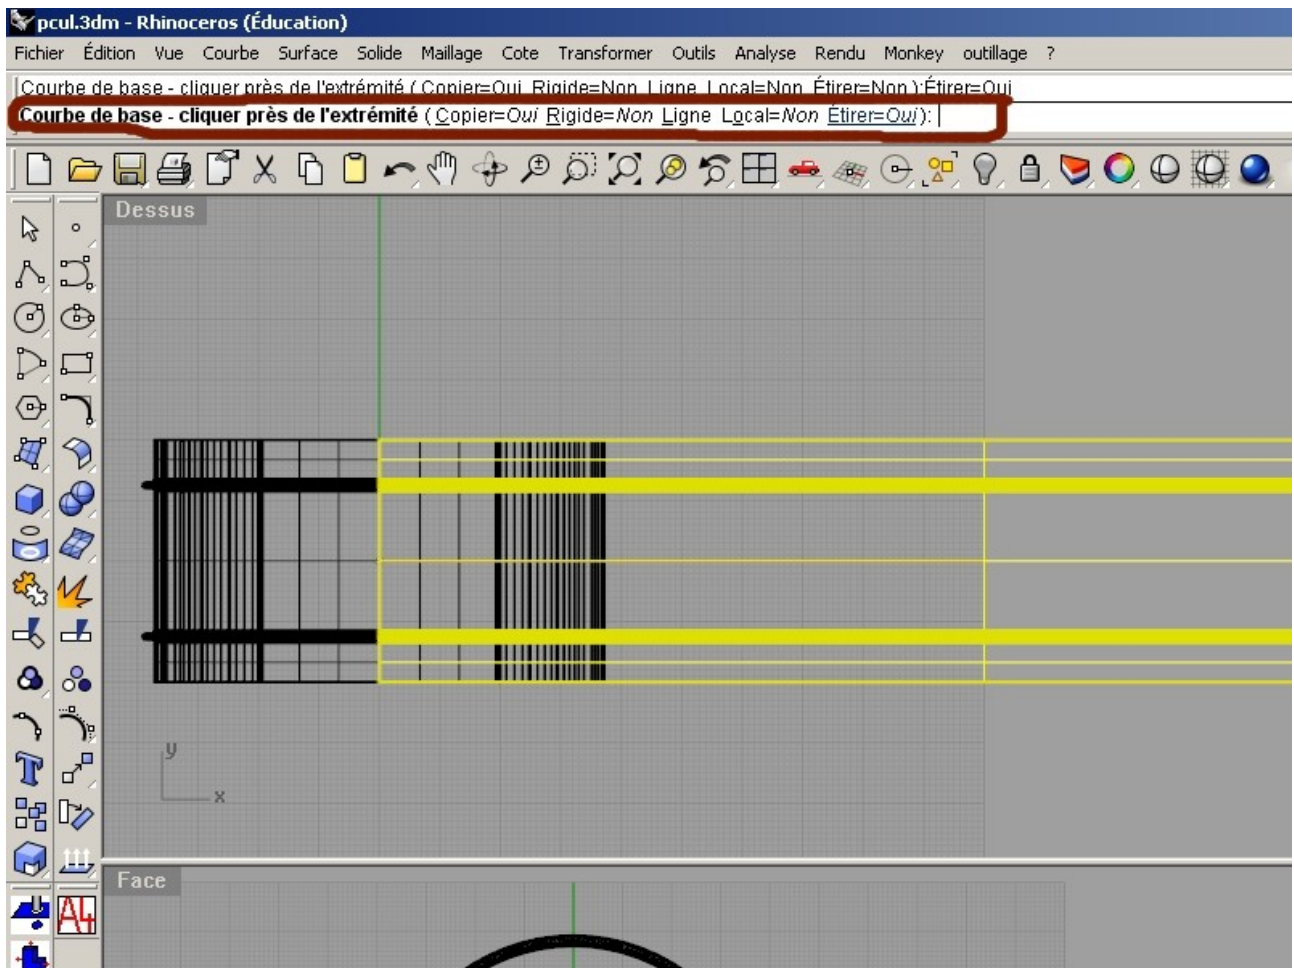 pcul.3dm - Rhinoceros (Éducation)
Fichier Édition Vue Courbe Surface Solide Maillage Cote Transformer Outils Analyse Rendu Monkey outillage ?
Courbe de base - cliquer près de l'extrémité ( Copier=Oui Rigide=Non Ligne Local=Non Étirer=Non ):Étirer=Oui
Courbe de base - cliquer près de l'extrémité ( Copier=Oui Rigide=Non Ligne Local=Non Étirer=Oui ):
Dessus
T
y
x
Face
A4